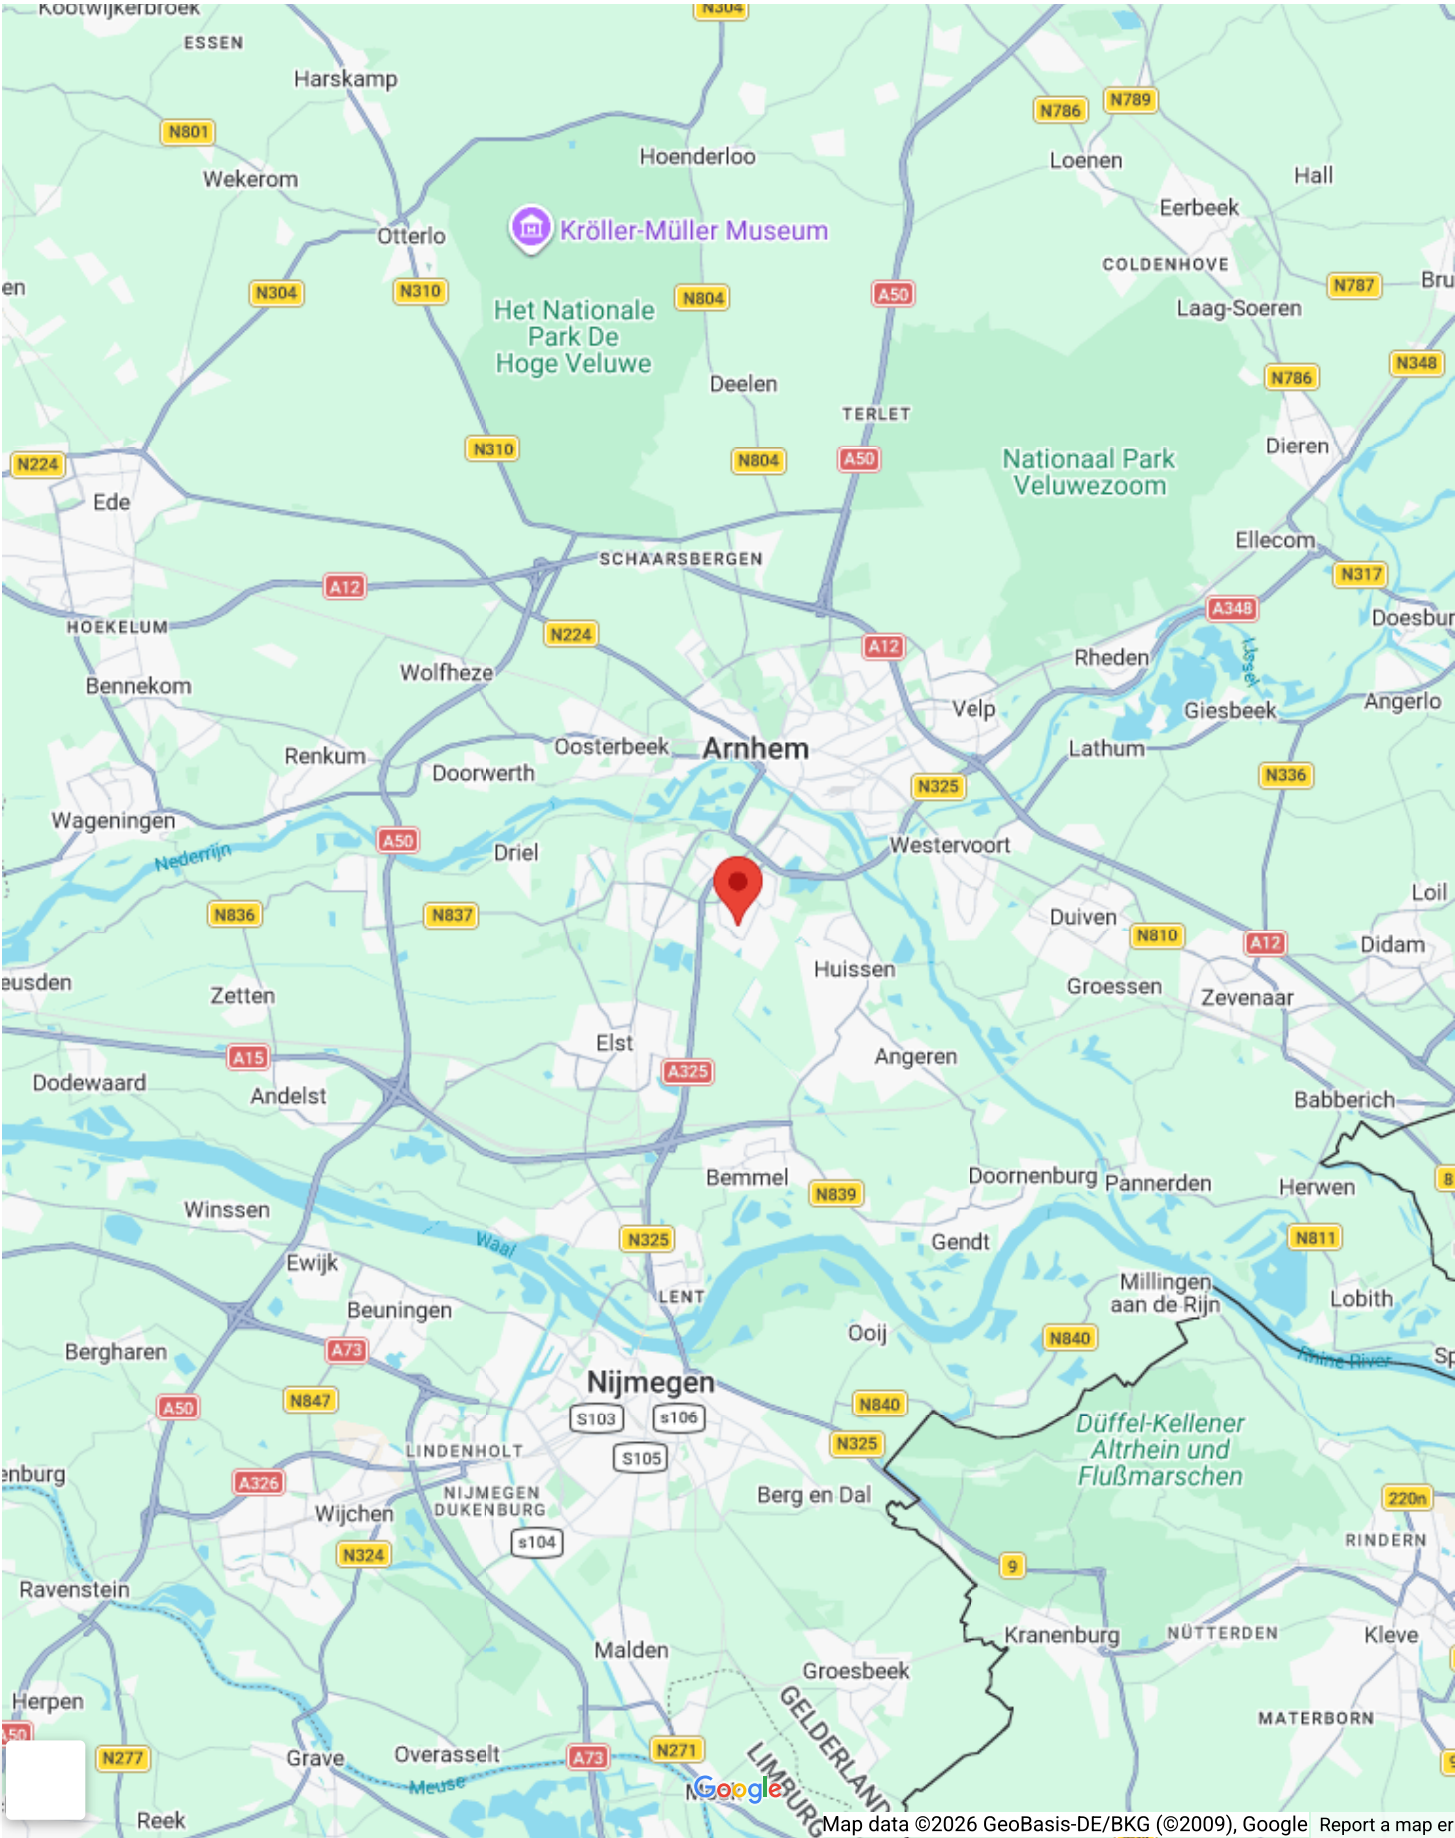 Kootwijkerbroek
N304
ESSEN
Harskamp
N786
N789
N801
Hoenderloo
Loenen
Wekerom
Hall
Eerbeek
Otterlo
Kröller-Müller Museum
COLDENHOVE
en
N304
N310
N804
A50
N787
Bru
Het Nationale
Park De
Hoge Veluwe
Laag-Soeren
N348
Deelen
N786
TERLET
N310
N804
A50
Dieren
N224
Nationaal Park
Veluwezoom
Ede
Ellecom
SCHAARSBERGEN
N317
A12
A348
Doesbur
HOEKELUM
N224
A12
IJssel
Rheden
Wolfheze
Bennekom
Velp
Giesbeek
Angerlo
Renkum
Oosterbeek
Arnhem
Lathum
Doorwerth
N325
N336
Wageningen
A50
Westervoort
Nederrijn
Driel
Loil
N836
N837
Duiven
N810
A12
Didam
Huissen
eusden
Zetten
Groessen
Zevenaar
Elst
A15
A325
Angeren
Dodewaard
Andelst
Babberich
Bemmel
Doornenburg
Pannerden
8
N839
Herwen
Winssen
Waal
N325
Gendt
N811
Ewijk
LENT
Millingen
aan de Rijn
Lobith
Beuningen
Ooij
N840
Bergharen
A73
Rhine River
Sp
Nijmegen
N847
A50
S103
s106
N840
Düffel-Kellener
Altrhein und
Flußmarschen
N325
LINDENHOLT
S105
enburg
A326
NIJMEGEN
DUKENBURG
Berg en Dal
220n
Wijchen
s104
RINDERN
N324
9
Ravenstein
Kranenburg
NÜTTERDEN
Kleve
Malden
Groesbeek
Herpen
GELDERLAND
MATERBORN
A50
N277
Grave
Overasselt
A73
N271
LIMBURG
Meuse
Google
Reek
Map data ©2026 GeoBasis-DE/BKG (©2009), Google
Report a map er